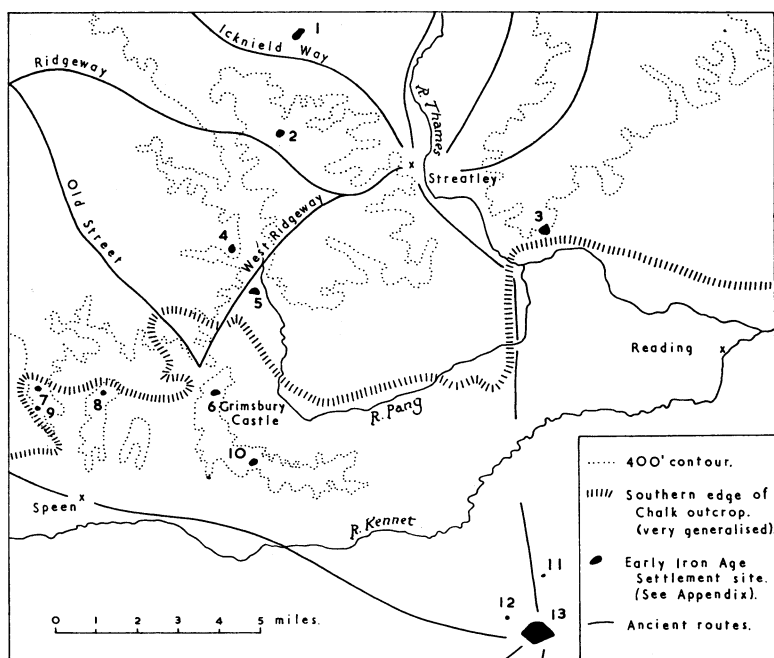 1
Icknield Way
Ridgeway
R. Thames
2
x
Streatley
Old Street
3
4
West Ridgeway
5
Reading
x
7
8
6
Grimsbury
Castle
9
R. Pang
10
Speen
x
R. Kennet
11
12
13
0 1 2 3 4 5 miles.
400' contour.
Southern edge of
Chalk outcrop.
(very generalised).
Early Iron Age
Settlement site.
(See Appendix).
Ancient routes.